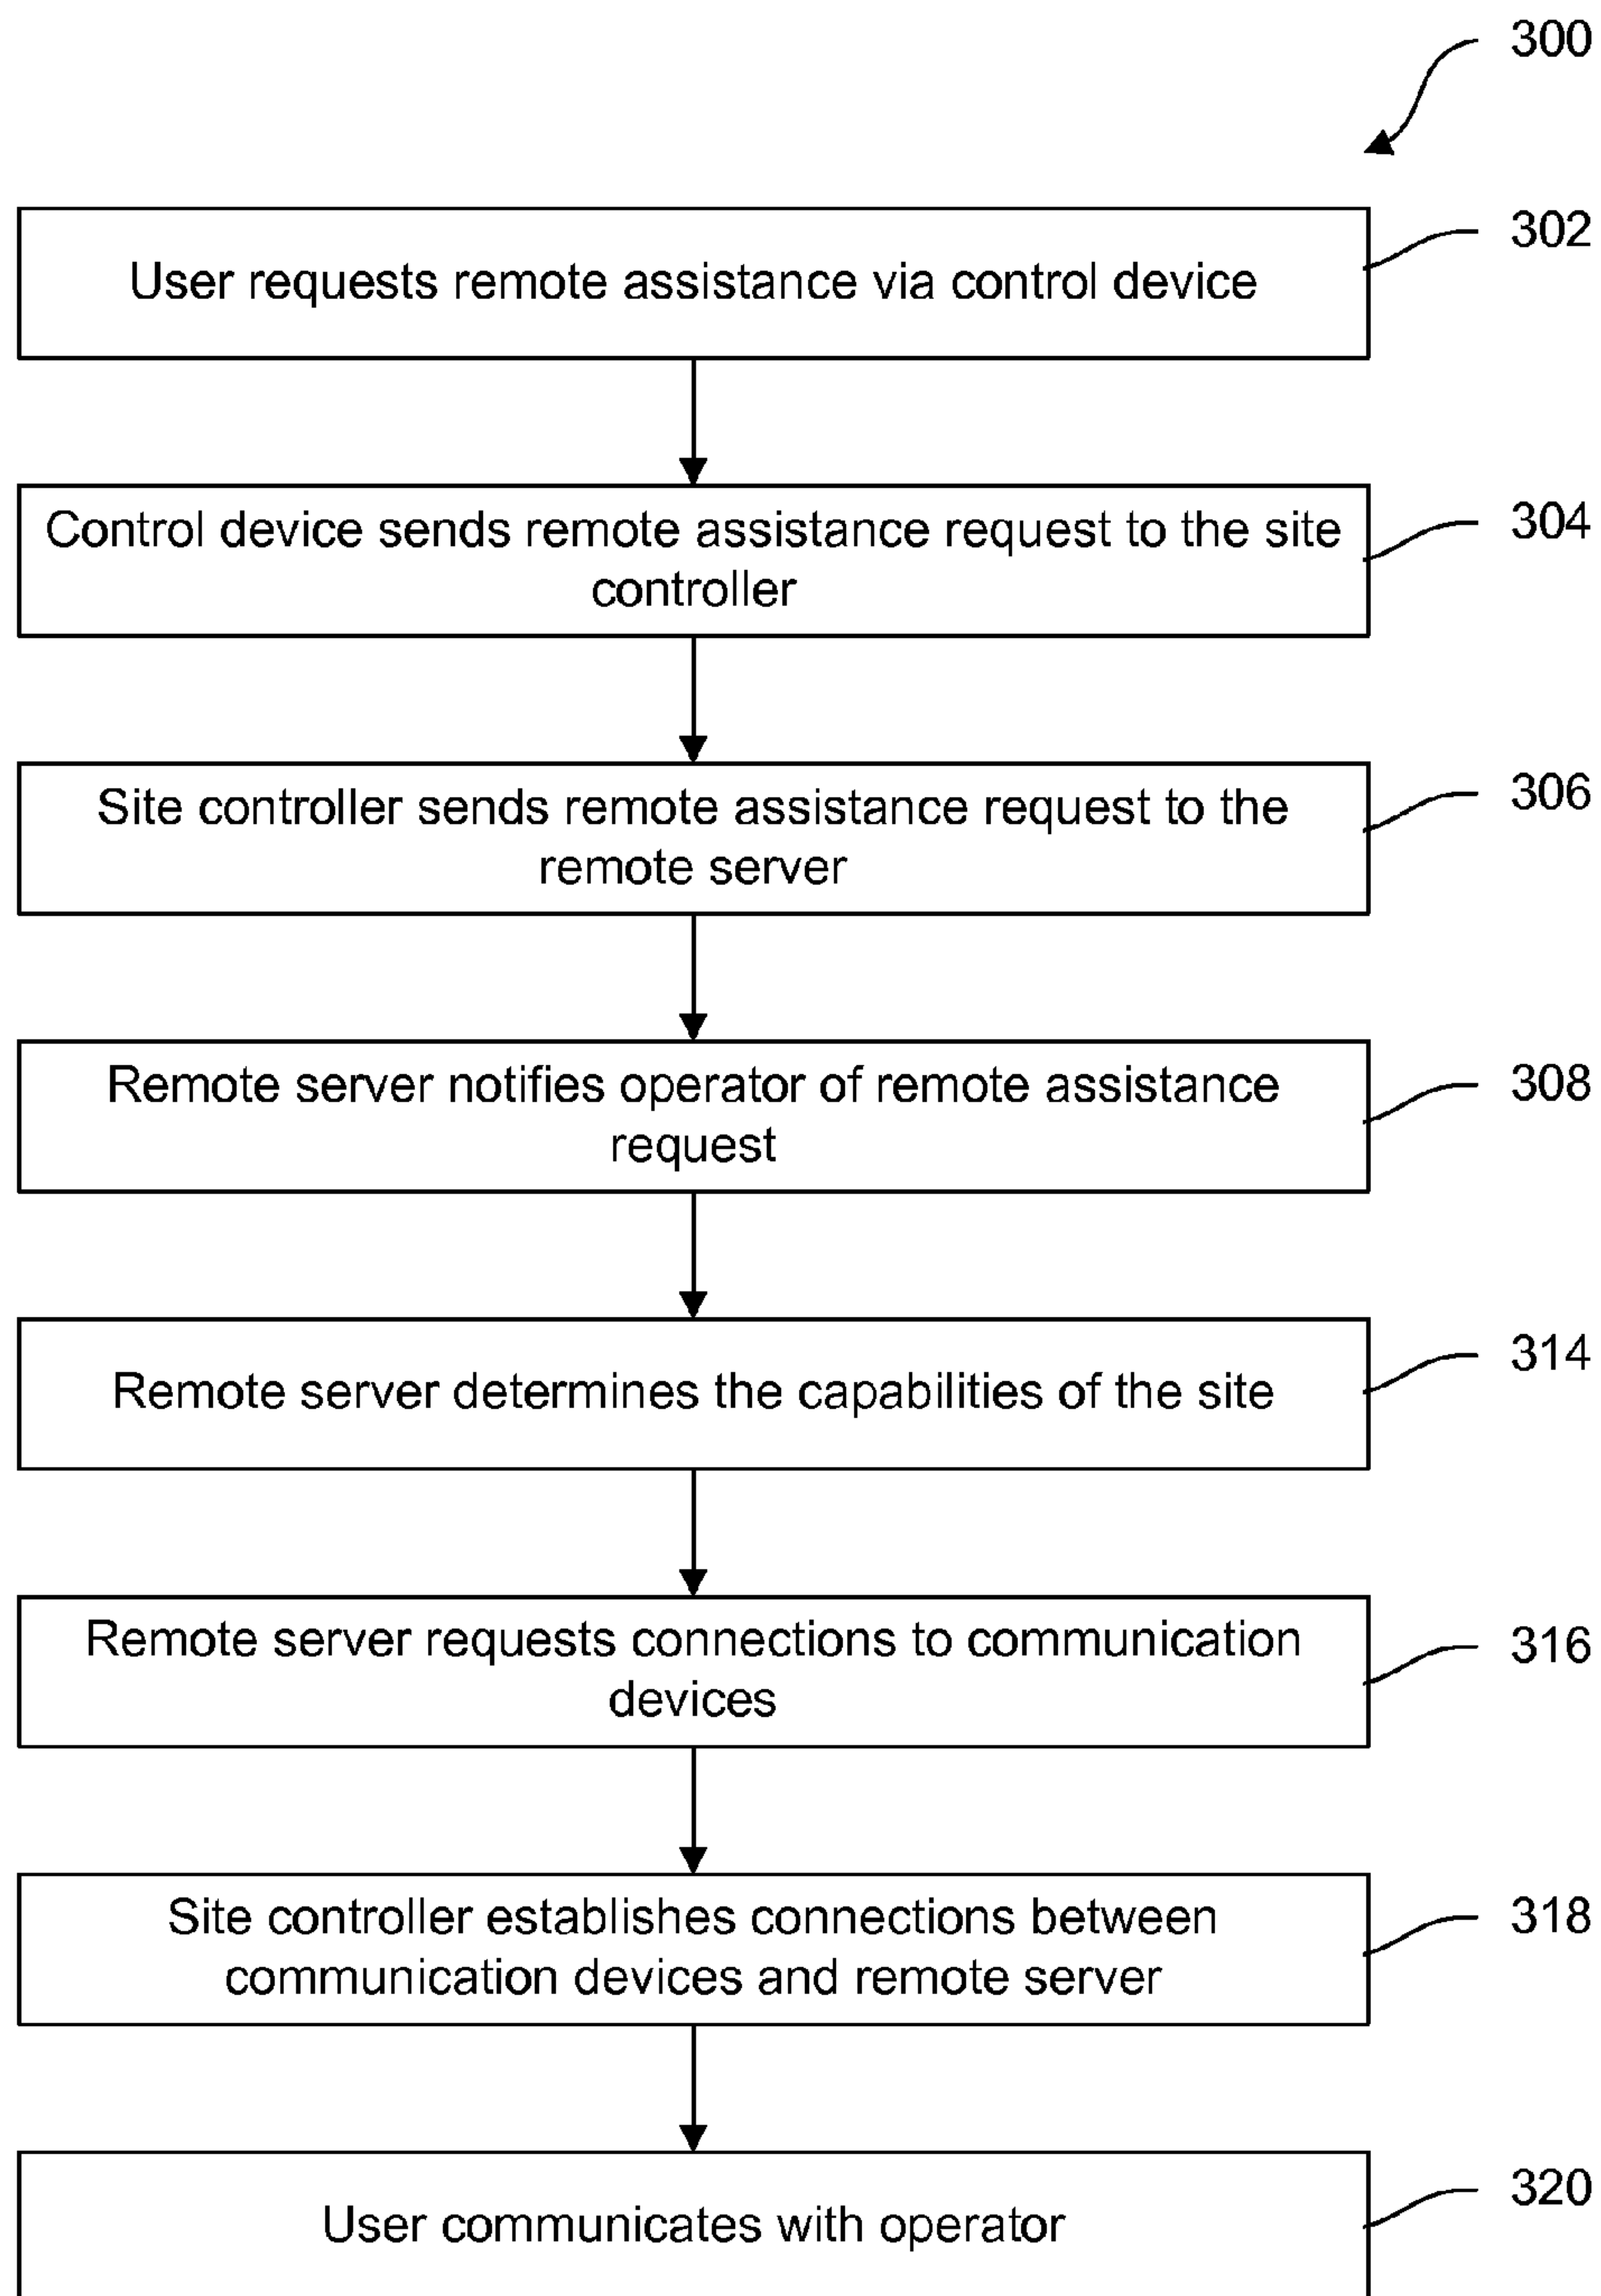 300
302
User requests remote assistance via control device
304
Control device sends remote assistance request to the site
controller
306
Site controller sends remote assistance request to the
remote server
308
Remote server notifies operator of remote assistance
request
314
Remote server determines the capabilities of the site
316
Remote server requests connections to communication
devices
318
Site controller establishes connections between
communication devices and remote server
320
User communicates with operator